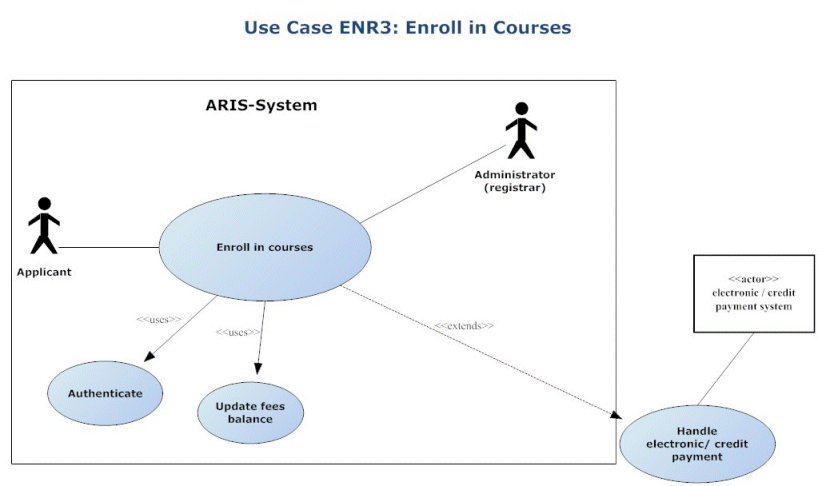 Use Case ENR3: Enroll in Courses
ARIS-System
Administrator
(registrar)
Enroll in courses
Applicant
<<actor>>
electronic / credit
payment system
<<uses>>
<<uses>>
<<extends>>
Authenticate
Update fees
balance
Handle
electronic/ credit
payment